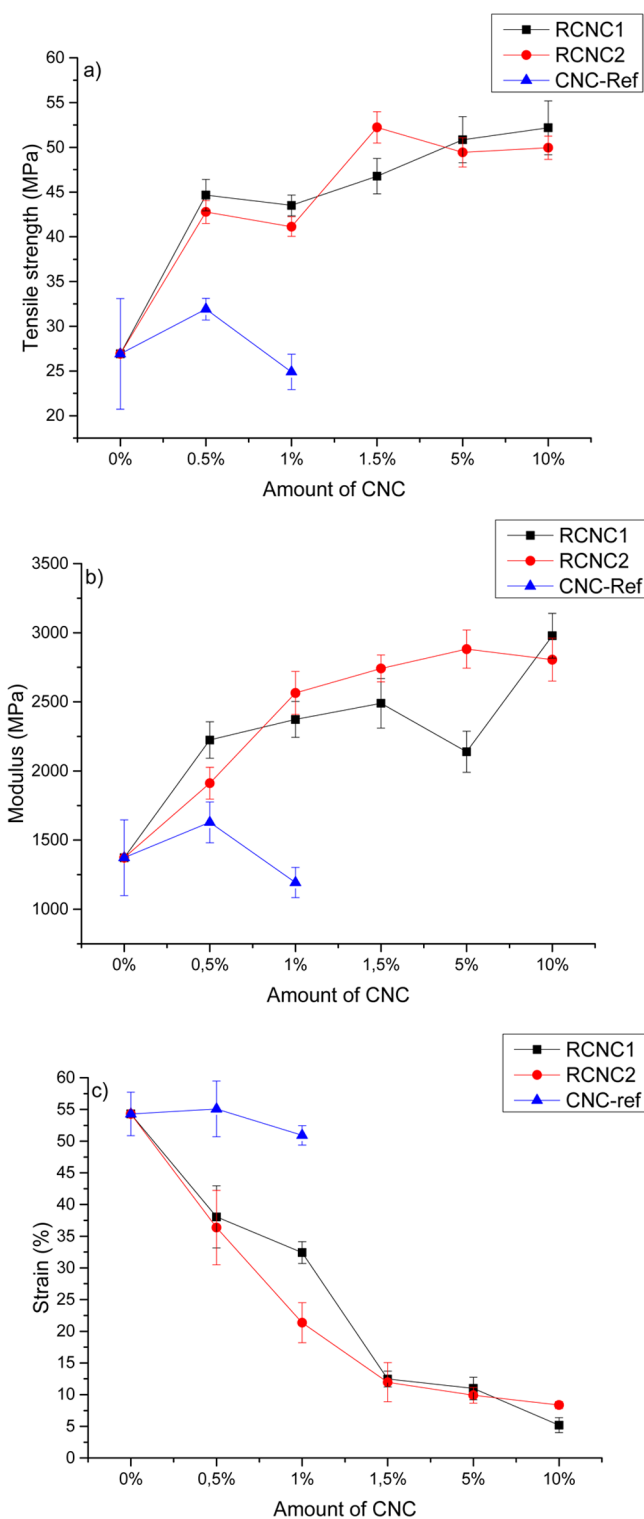 RCNC1
RCNC2
CNC-Ref
a)
60
55
50
45
40
35
30
25
20
Tensile strength (MPa)
0%
0.5%
1%
1.5%
5%
10%
Amount of CNC
RCNC1
RCNC2
CNC-Ref
b)
3500
3000
2500
2000
1500
1000
Modulus (MPa)
0%
0,5%
1%
1,5%
5%
10%
Amount of CNC
RCNC1
RCNC2
CNC-ref
c)
60
55
50
45
40
35
30
25
20
15
10
5
0
Strain (%)
0%
0,5%
1%
1,5%
5%
10%
Amount of CNC